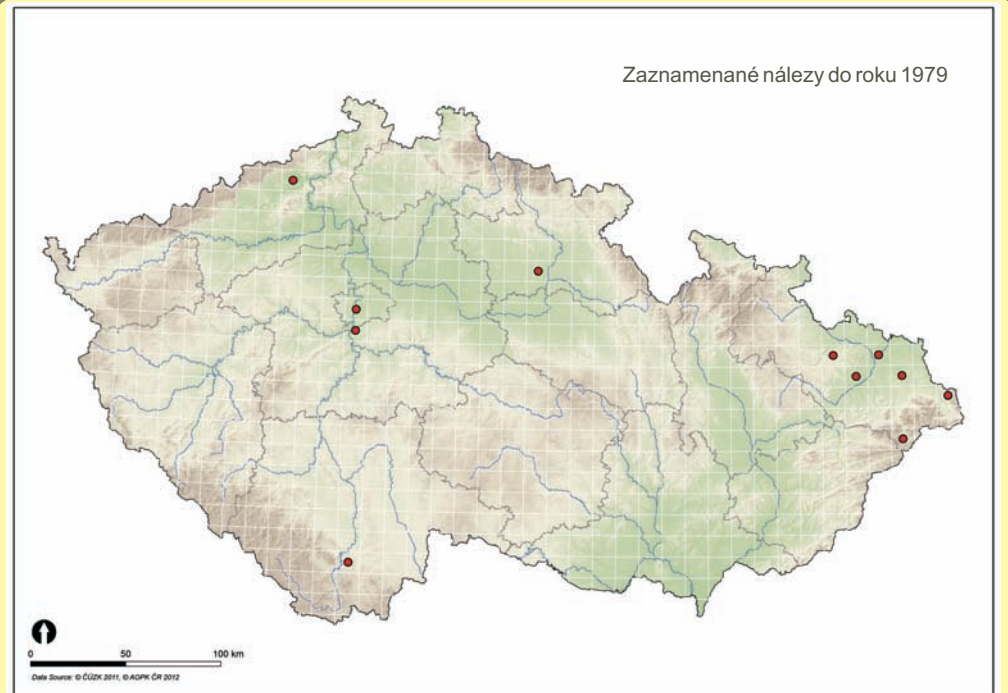 Zaznamenané nálezy do roku 1979
0 50 100 km
Data Source: © ČÚZK 2011, © AOPK ČR 2012